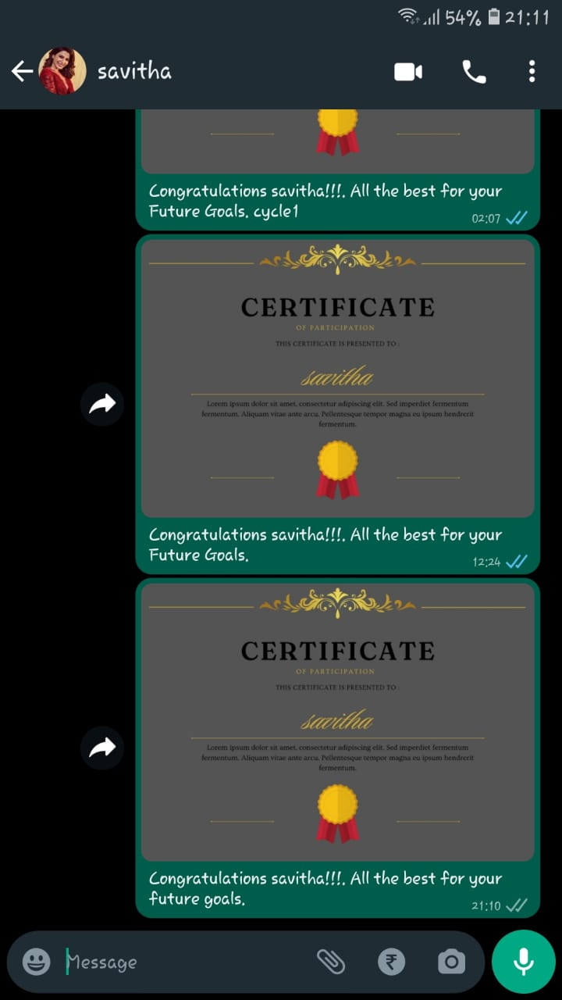 54% 21:11
savitha
Congratulations savitha!!!. All the best for your
Future Goals. cycle1
02:07
CERTIFICATE
OF PARTICIPATION
THIS CERTIFICATE IS PRESENTED TO :
savitha
Lorem ipsum dolor sit amet, consectetur adipiscing elit. Sed imperdiet fermentum
fermentum. Aliquam vitae ante arcu. Pellentesque tempor magna eu ipsum hendrerit
fermentum.
Congratulations savitha!!!. All the best for your
Future Goals.
12:24
CERTIFICATE
OF PARTICIPATION
THIS CERTIFICATE IS PRESENTED TO :
savitha
Lorem ipsum dolor sit amet, consectetur adipiscing elit. Sed imperdiet fermentum
fermentum. Aliquam vitae ante arcu. Pellentesque tempor magna eu ipsum hendrerit
fermentum.
Congratulations savitha!!!. All the best for your
future goals.
21:10
Message
₹